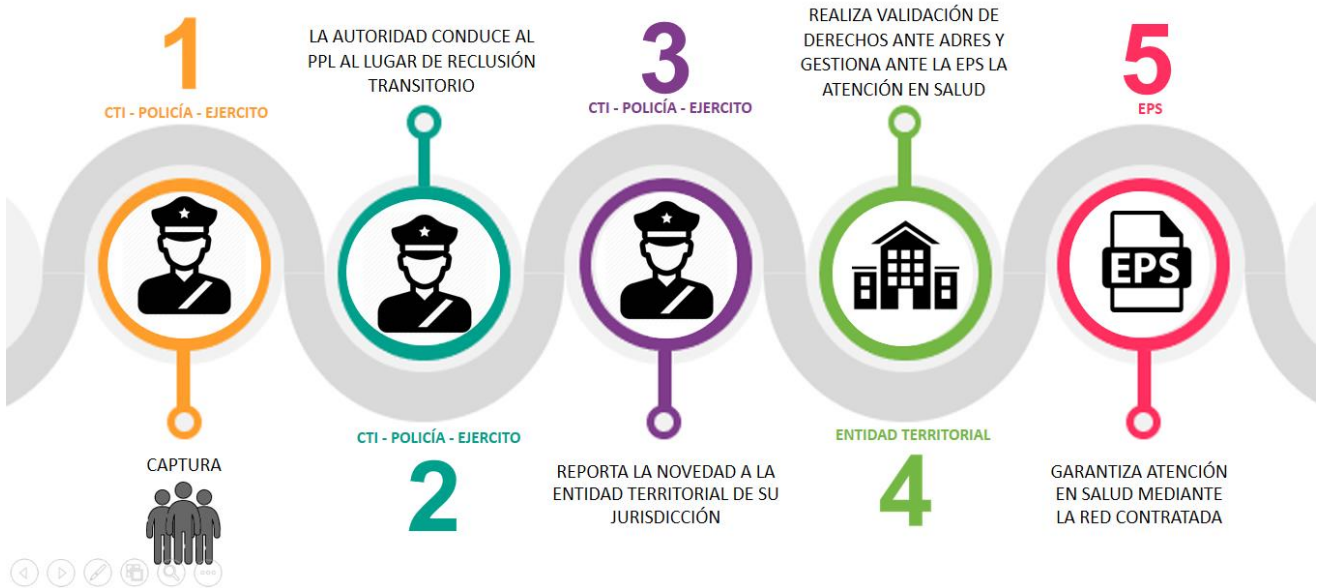 1
CTI - POLICÍA - EJERCITO
CAPTURA
LA AUTORIDAD CONDUCE AL
PPL AL LUGAR DE RECLUSIÓN
TRANSITORIO
CTI - POLICÍA - EJERCITO
2
3
CTI - POLICÍA - EJERCITO
REPORTA LA NOVEDAD A LA
ENTIDAD TERRITORIAL DE SU
JURISDICCIÓN
REALIZA VALIDACIÓN DE
DERECHOS ANTE ADRES Y
GESTIONA ANTE LA EPS LA
ATENCIÓN EN SALUD
ENTIDAD TERRITORIAL
4
5
EPS
EPS
GARANTIZA ATENCIÓN
EN SALUD MEDIANTE
LA RED CONTRATADA